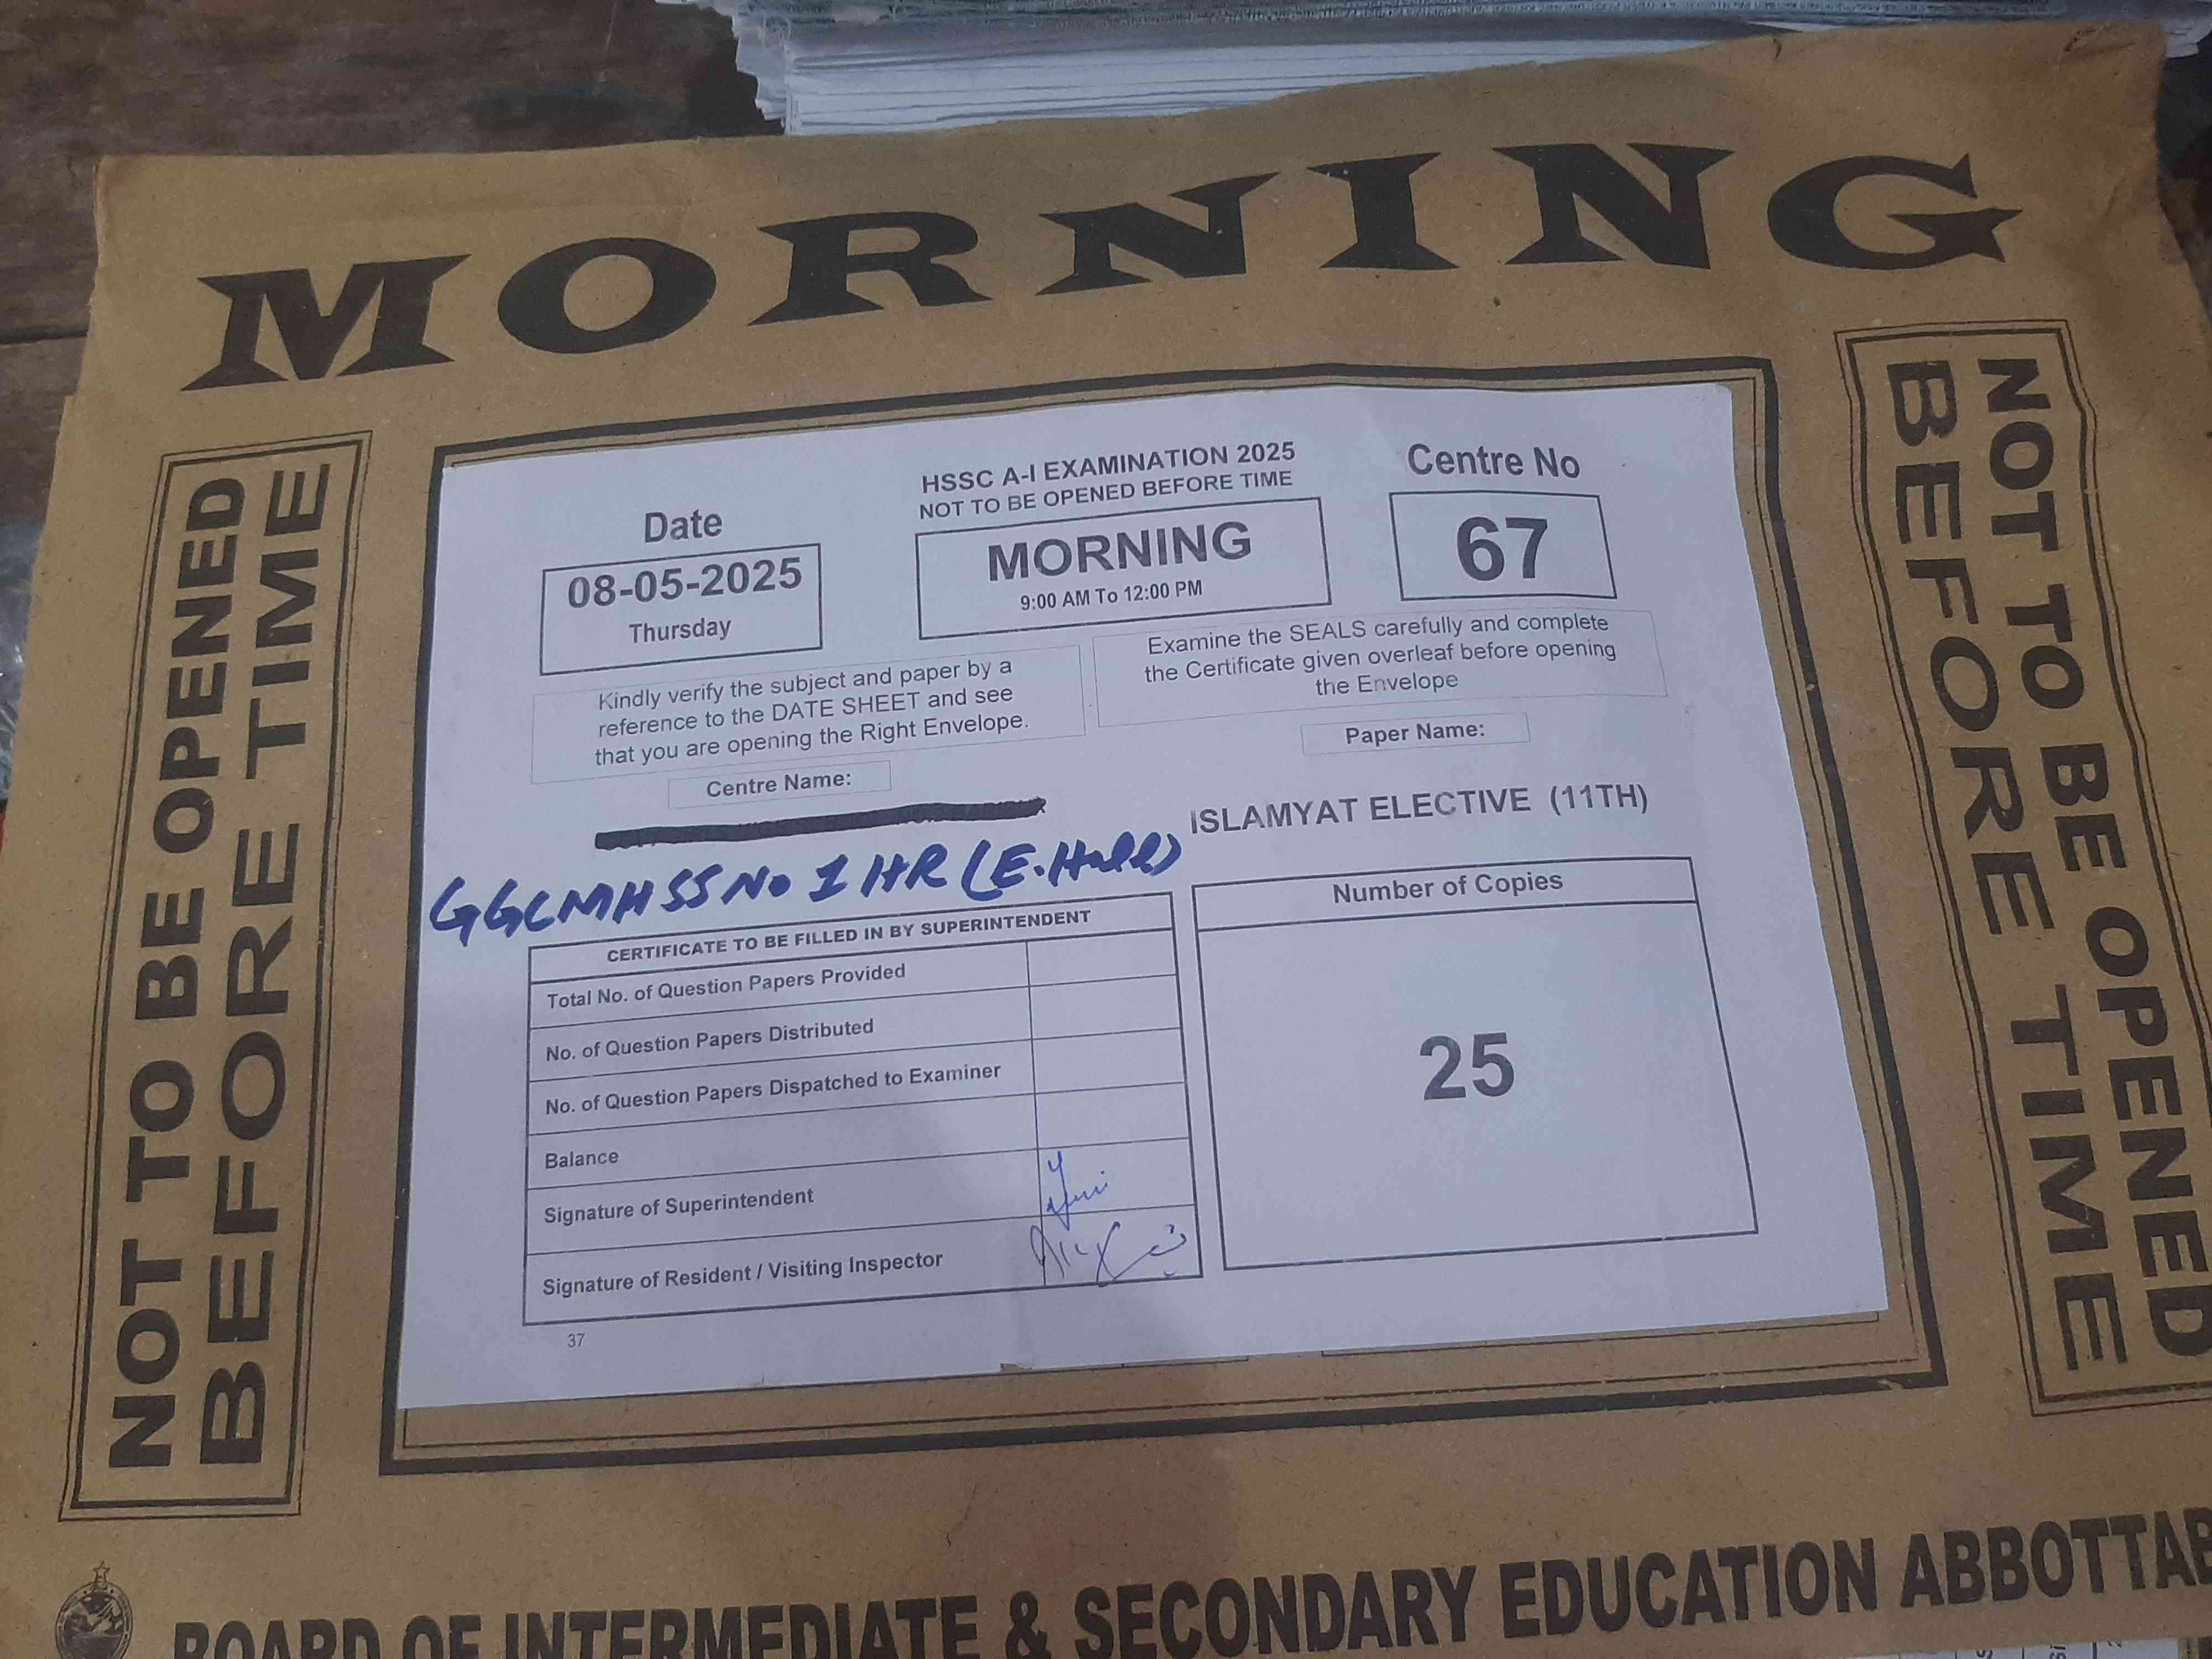 MORNING
NOT TO BE OPENED
BEFORE TIME
NOT TO BE OPENED
BEFORE TIME
HSSC A-I EXAMINATION 2025
NOT TO BE OPENED BEFORE TIME
Date
08-05-2025
Thursday
MORNING
9:00 AM To 12:00 PM
Centre No
67
Kindly verify the subject and paper by a
reference to the DATE SHEET and see
that you are opening the Right Envelope.
Examine the SEALS carefully and complete
the Certificate given overleaf before opening
the Envelope
Centre Name:
GGCMHSS No 1 HR (E.Hall)
Paper Name:
ISLAMYAT ELECTIVE (11TH)
CERTIFICATE TO BE FILLED IN BY SUPERINTENDENT
Total No. of Question Papers Provided
No. of Question Papers Distributed
No. of Question Papers Dispatched to Examiner
Balance
Signature of Superintendent
Signature of Resident / Visiting Inspector
Number of Copies
25
37
BOARD OF INTERMEDIATE & SECONDARY EDUCATION ABBOTTAB